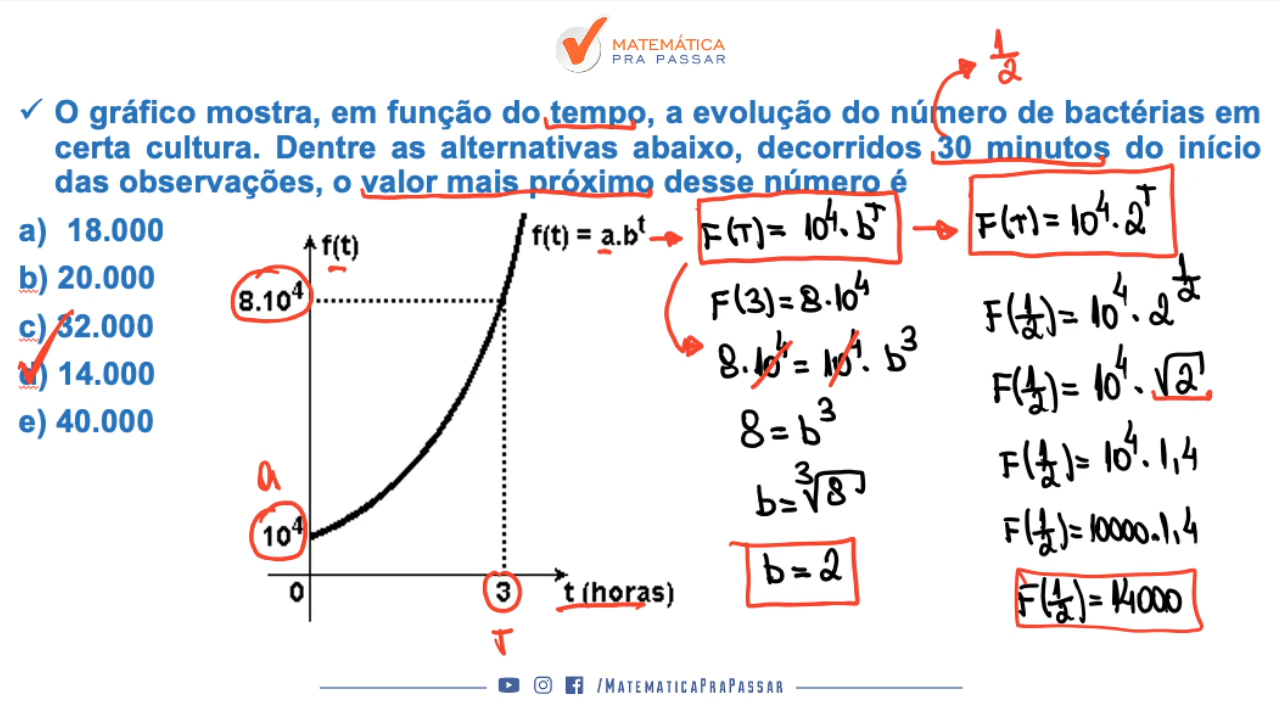 MATEMÁTICA
PRA PASSAR
1/2
✓ O gráfico mostra, em função do tempo, a evolução do número de bactérias em
certa cultura. Dentre as alternativas abaixo, decorridos 30 minutos do início
das observações, o valor mais próximo desse número é
a) 18.000
b) 20.000
c) 32.000
d) 14.000
e) 40.000
f(t)
f(t) = a.b^t
8.10^4
a
10^4
0
3
t (horas)
T
F(T) = 10^4 . b^T
F(3) = 8.10^4
8.10^4 = 10^4 . b^3
8 = b^3
b = ∛8
b = 2
F(T) = 10^4 . 2^T
F(1/2) = 10^4 . 2^1/2
F(1/2) = 10^4 . √2
F(1/2) = 10^4 . 1,4
F(1/2) = 10000.1,4
F(1/2) = 14000
/MATEMATICAPRAPASSAR